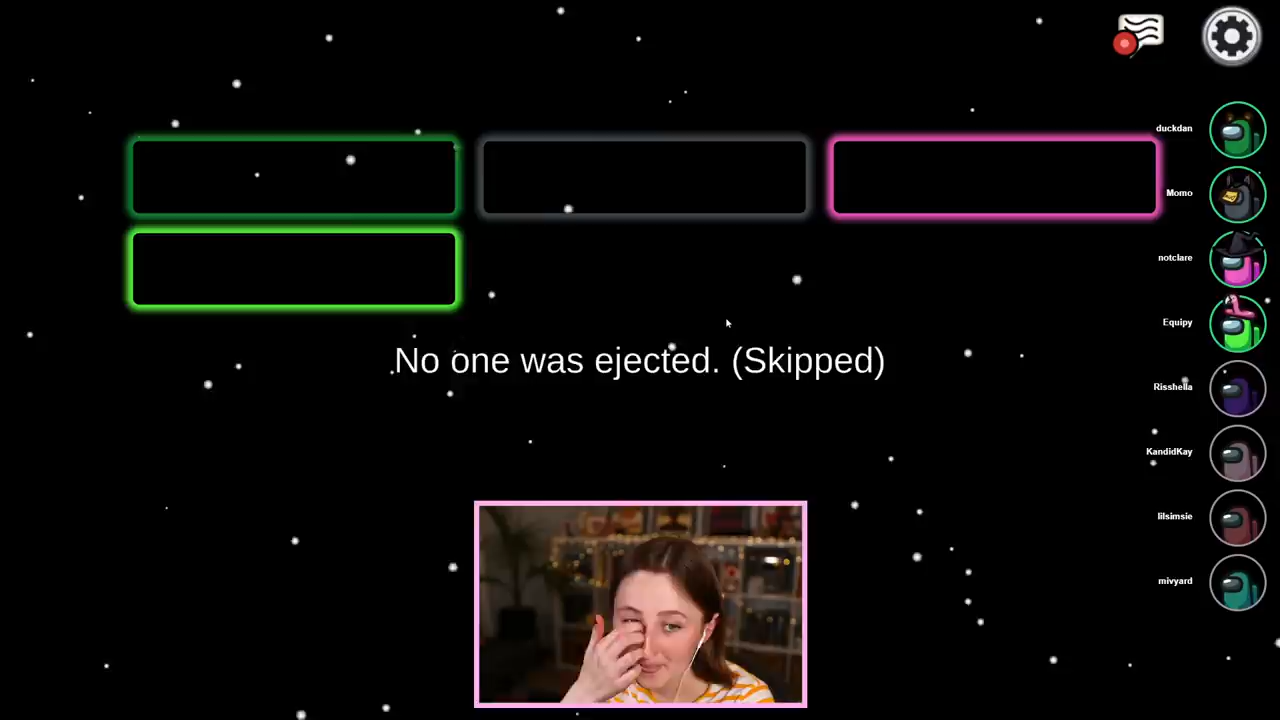 duckdan
Momo
notclare
Equipy
No one was ejected. (Skipped)
Risshella
KandidKay
lilsimsie
mivyard